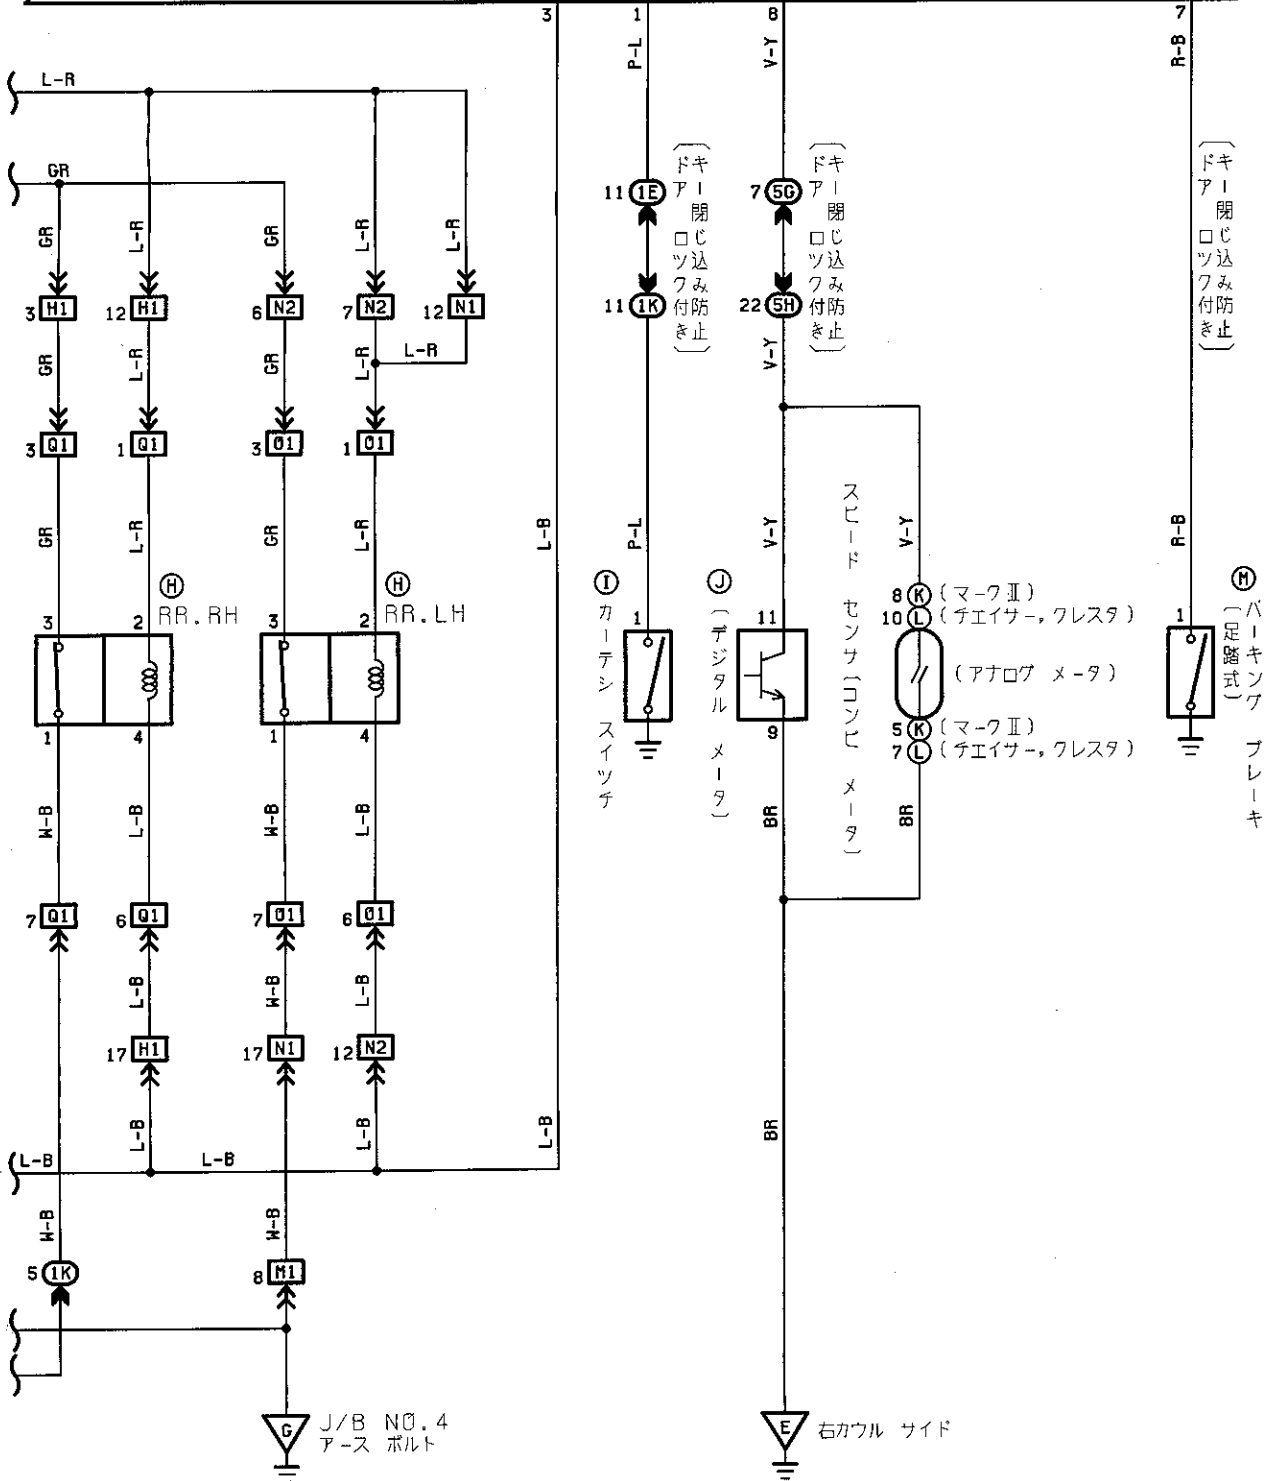 3 1 8 7
P-L V-Y R-B
L-R
GR
〔キー閉じ込み防止
ドア ロック付き〕
〔キー閉じ込み防止
ドア ロック付き〕
〔キー閉じ込み防止
ドア ロック付き〕
11 1E 7 5G
GR L-R GR L-R L-R
3 H1 12 H1 6 N2 7 N2 12 N1 11 1K 22 5H
GR L-R GR L-R L-R V-Y
3 Q1 1 Q1 3 O1 1 O1
GR L-R GR L-R L-B P-L V-Y V-Y R-B
H
RR.RH
H
RR.LH
I
カーテシ スイッチ
J
(デジタル メータ)
スピード センサ〔コンビ メータ〕
8 K (マークⅡ)
10 L (チェイサー,クレスタ)
M
パーキング ブレーキ
〔足踏式〕
3 2 3 2 1 11 1
(アナログ メータ)
1 4 1 4 9
5 K (マークⅡ)
7 L (チェイサー,クレスタ)
W-B L-B W-B L-B BR BR
7 Q1 6 Q1 7 O1 6 O1
L-B W-B L-B
17 H1 17 N1 12 N2
L-B L-B L-B BR
L-B L-B
W-B W-B
5 1K 8 M1
G
J/B NO.4
アース ボルト
E
右カウル サイド